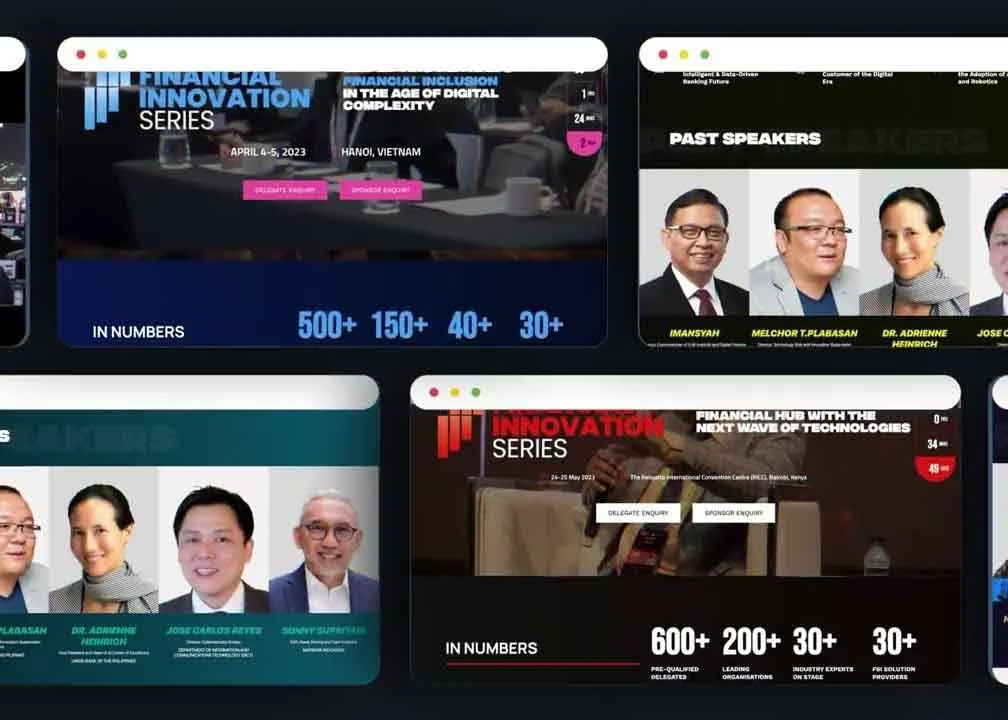 FINANCIAL
INNOVATION
SERIES
FINANCIAL INCLUSION
IN THE AGE OF DIGITAL
COMPLEXITY
1 HRS
24 MINS
APRIL 4-5, 2023
HANOI, VIETNAM
DELEGATE ENQUIRY
SPONSOR ENQUIRY
IN NUMBERS
500+ 150+ 40+ 30+
Intelligent & Data-Driven
Banking Future
Customer of the Digital
Era
the Adoption of
and Robotics
PAST SPEAKERS
IMANSYAH
MELCHOR T.PLABASAN
DR. ADRIENNE
HEINRICH
JOSE C
S
PLABASAN
DR. ADRIENNE
HEINRICH
JOSE CARLOS REYES
SONNY SUPRIYADI
UNION BANK OF THE PHILIPPINES
DEPARTMENT OF INFORMATION AND
COMMUNICATIONS TECHNOLOGY (DICT)
INNOVATION
SERIES
FINANCIAL HUB WITH THE
NEXT WAVE OF TECHNOLOGIES
0 HRS
34 MINS
49 SEC
24-25 May 2023
The Kenyatta International Convention Centre (KICC), Nairobi, Kenya
DELEGATE ENQUIRY
SPONSOR ENQUIRY
IN NUMBERS
600+ 200+ 30+ 30+
PRE-QUALIFIED
DELEGATES
LEADING
ORGANISATIONS
INDUSTRY EXPERTS
ON STAGE
FSI SOLUTION
PROVIDERS